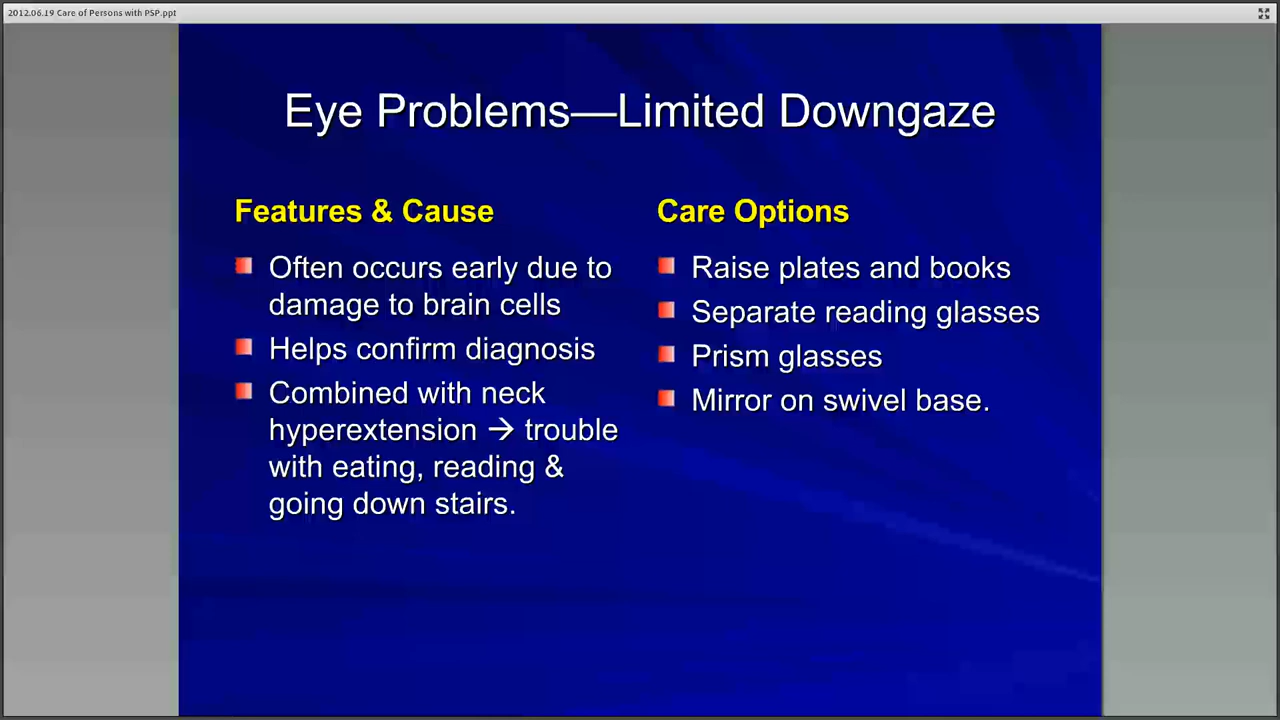 2012.06.19 Care of Persons with PSP.ppt
Eye Problems—Limited Downgaze
Features & Cause
Often occurs early due to
damage to brain cells
Helps confirm diagnosis
Combined with neck
hyperextension → trouble
with eating, reading &
going down stairs.
Care Options
Raise plates and books
Separate reading glasses
Prism glasses
Mirror on swivel base.